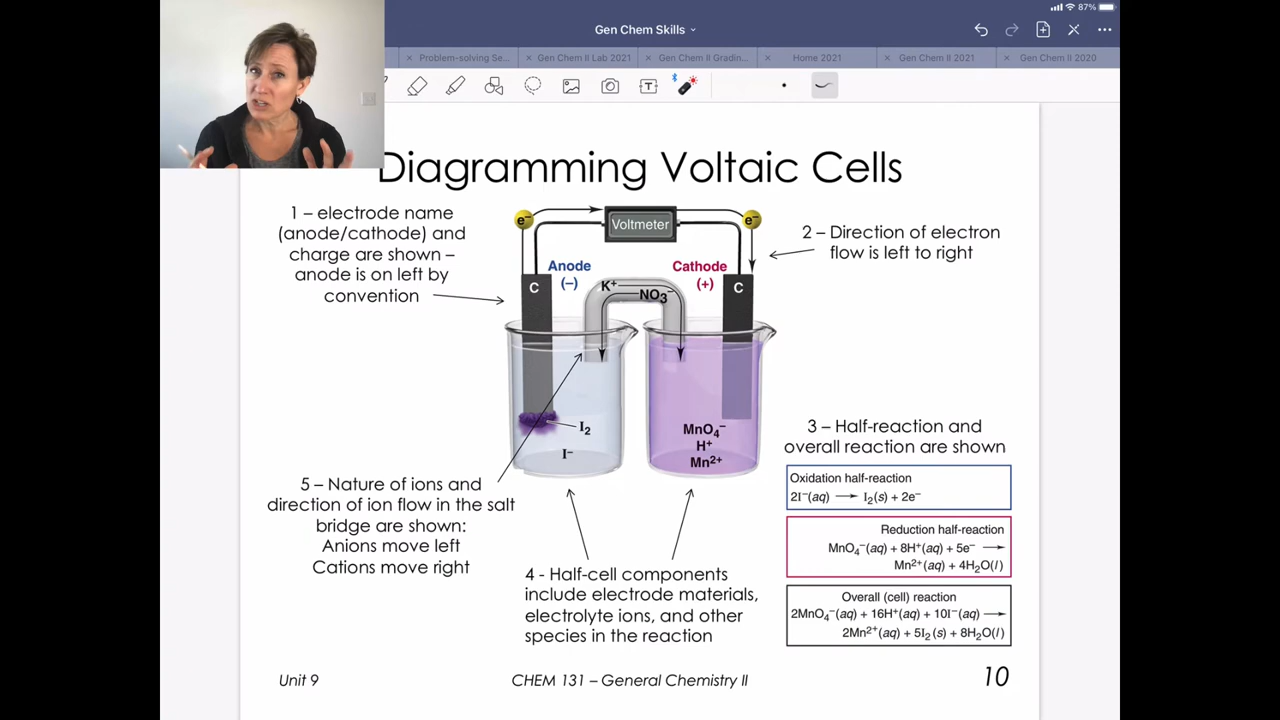 87%
Gen Chem Skills
Problem-solving Se...
Gen Chem II Lab 2021
Gen Chem II Gradin...
Home 2021
Gen Chem II 2021
Gen Chem II 2020
Diagramming Voltaic Cells
1 – electrode name
(anode/cathode) and
charge are shown –
anode is on left by
convention
e⁻
Voltmeter
e⁻
2 – Direction of electron
flow is left to right
Anode
(–)
Cathode
(+)
C
K⁺
NO₃⁻
C
I₂
I⁻
MnO₄⁻
H⁺
Mn²⁺
3 – Half-reaction and
overall reaction are shown
Oxidation half-reaction
2I⁻(aq) ⟶ I₂(s) + 2e⁻
Reduction half-reaction
MnO₄⁻(aq) + 8H⁺(aq) + 5e⁻ ⟶
Mn²⁺(aq) + 4H₂O(l)
Overall (cell) reaction
2MnO₄⁻(aq) + 16H⁺(aq) + 10I⁻(aq) ⟶
2Mn²⁺(aq) + 5I₂(s) + 8H₂O(l)
5 – Nature of ions and
direction of ion flow in the salt
bridge are shown:
Anions move left
Cations move right
4 - Half-cell components
include electrode materials,
electrolyte ions, and other
species in the reaction
Unit 9
CHEM 131 – General Chemistry II
10